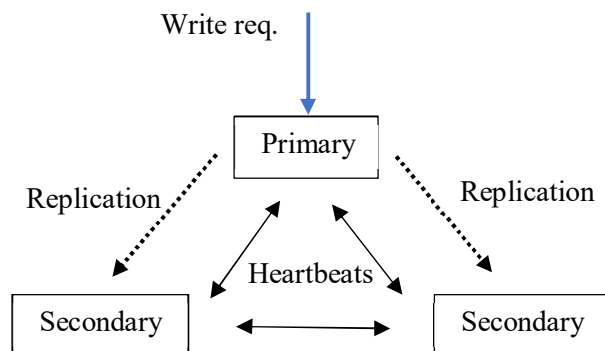 Write req.
Primary
Replication
Replication
Heartbeats
Secondary
Secondary